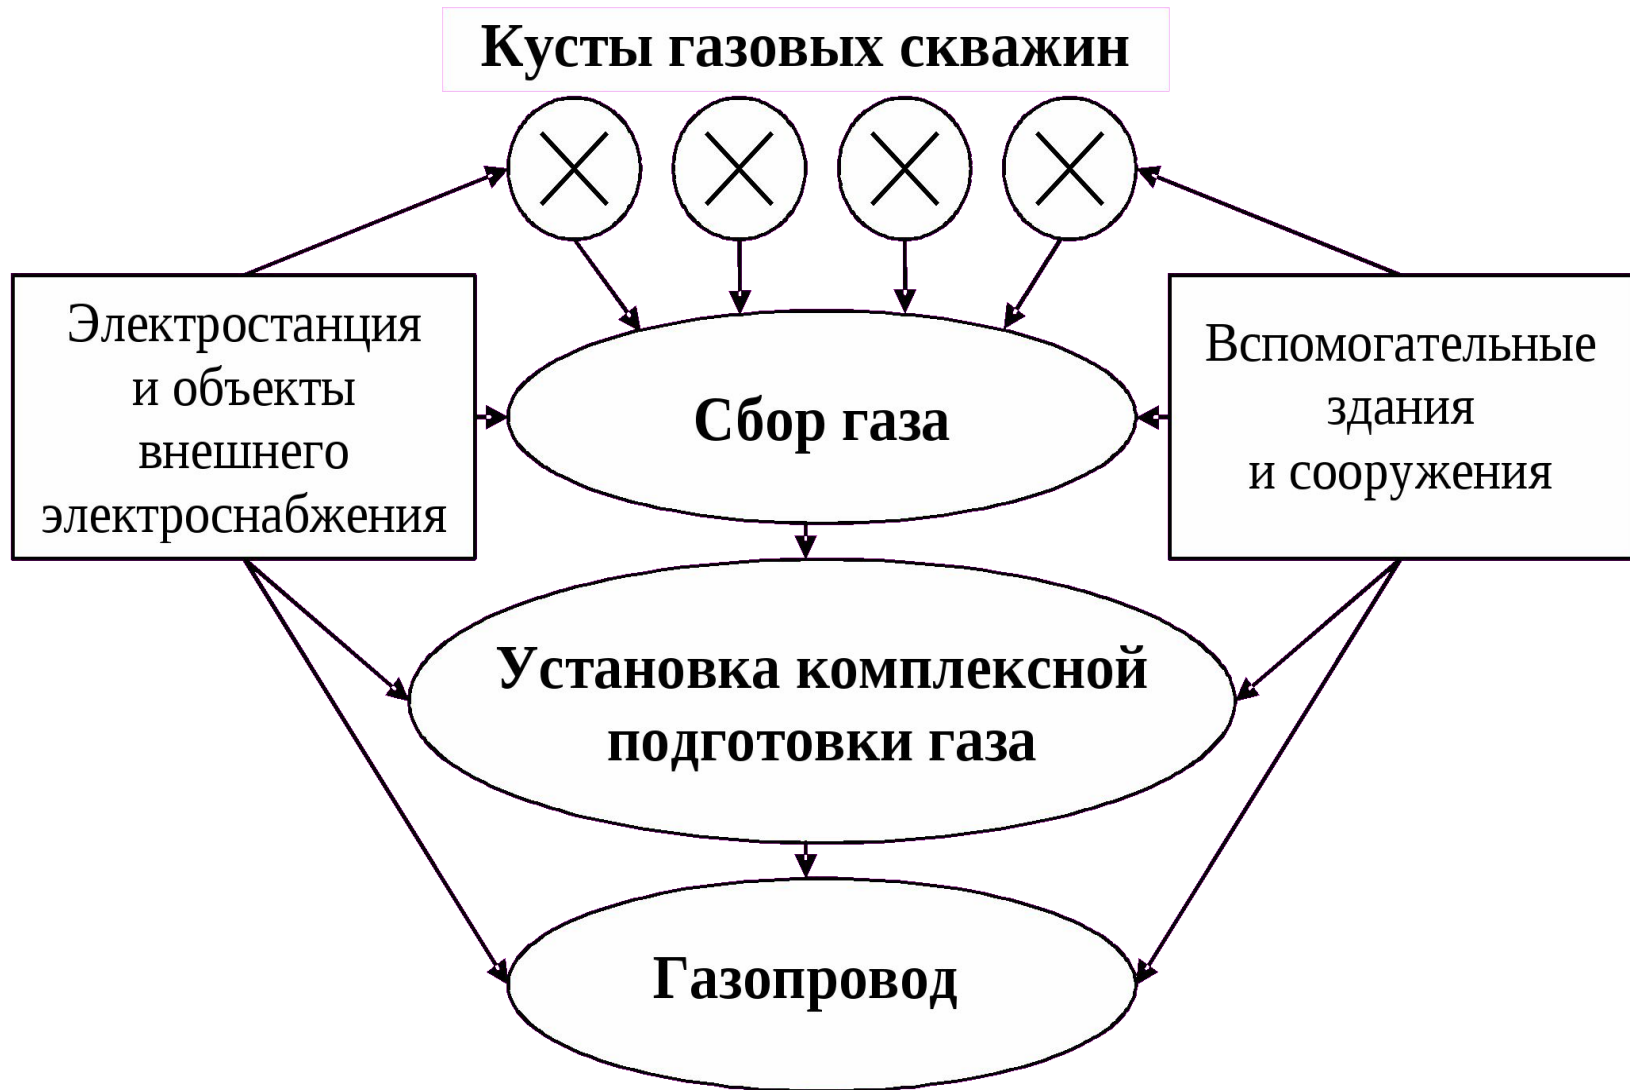 Кусты газовых скважин
Электростанция
и объекты
внешнего
электроснабжения
Сбор газа
Вспомогательные
здания
и сооружения
Установка комплексной
подготовки газа
Газопровод